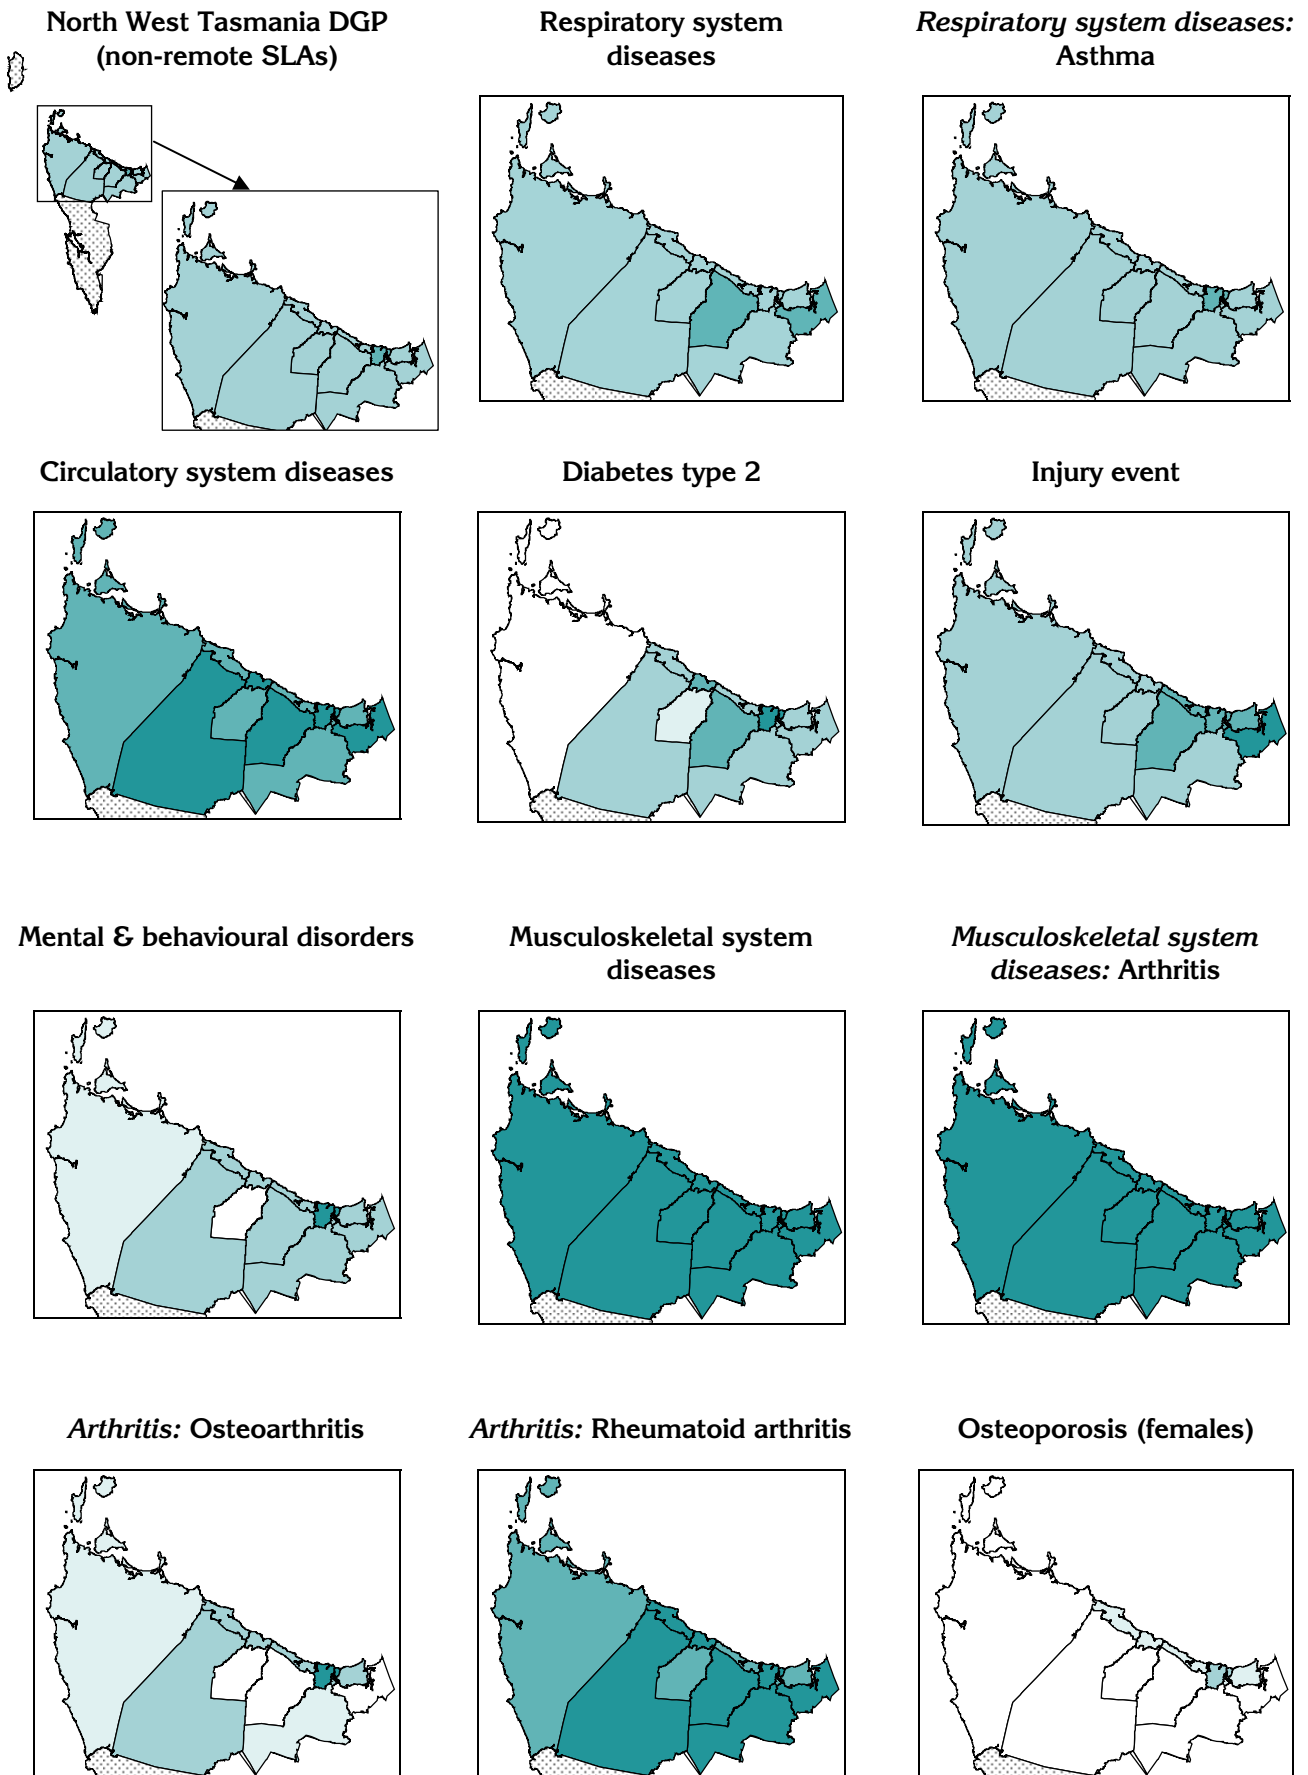 North West Tasmania DGP
(non-remote SLAs)
Respiratory system
diseases
Respiratory system diseases:
Asthma
Circulatory system diseases
Diabetes type 2
Injury event
Mental & behavioural disorders
Musculoskeletal system
diseases
Musculoskeletal system
diseases: Arthritis
Arthritis: Osteoarthritis
Arthritis: Rheumatoid arthritis
Osteoporosis (females)